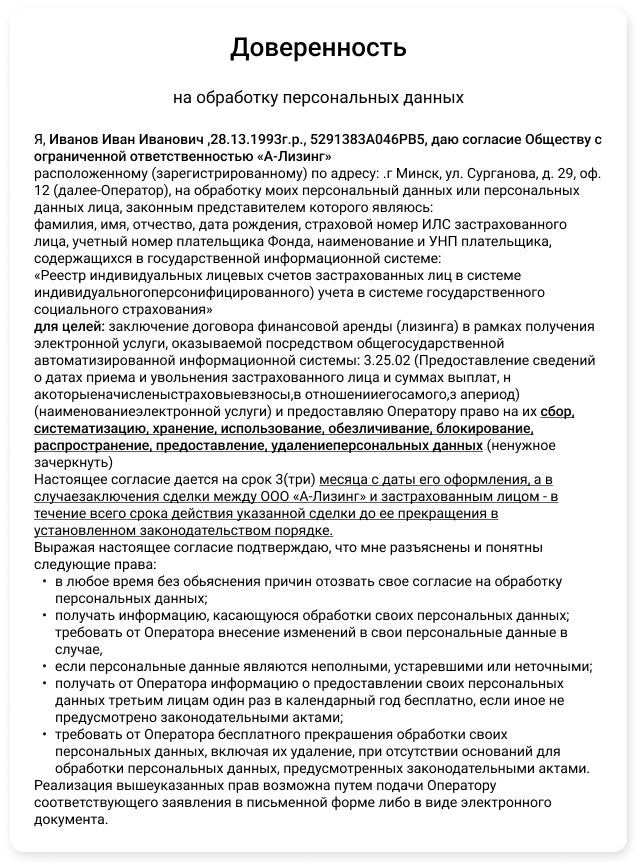 Доверенность
на обработку персональных данных
Я, Иванов Иван Иванович ,28.13.1993г.р., 5291383А046РВ5, даю согласие Обществу с
ограниченной ответственностью «А-Лизинг»
расположенному (зарегистрированному) по адресу: .г Минск, ул. Сурганова, д. 29, оф.
12 (далее-Оператор), на обработку моих персональный данных или персональных
данных лица, законным представителем которого являюсь:
фамилия, имя, отчество, дата рождения, страховой номер ИЛС застрахованного
лица, учетный номер плательщика Фонда, наименование и УНП плательщика,
содержащихся в государственной информационной системе:
«Реестр индивидуальных лицевых счетов застрахованных лиц в системе
индивидуальногоперсонифицированного) учета в системе государственного
социального страхования»
для целей: заключение договора финансовой аренды (лизинга) в рамках получения
электронной услуги, оказываемой посредством общегосударственной
автоматизированной информационной системы: 3.25.02 (Предоставление сведений
о датах приема и увольнения застрахованного лица и суммах выплат, н
акоторыеначисленыстраховыевзносы,в отношенииегосамого,з апериод)
(наименованиеэлектронной услуги) и предоставляю Оператору право на их сбор,
систематизацию, хранение, использование, обезличивание, блокирование,
распространение, предоставление, удалениеперсональных данных (ненужное
зачеркнуть)
Настоящее согласие дается на срок 3(три) месяца с даты его оформления, а в
случаезаключения сделки между ООО «А-Лизинг» и застрахованным лицом - в
течение всего срока действия указанной сделки до ее прекращения в
установленном законодательством порядке.
Выражая настоящее согласие подтверждаю, что мне разъяснены и понятны
следующие права:
• в любое время без обьяснения причин отозвать свое согласие на обработку
персональных данных;
• получать информацию, касающуюся обработки своих персональных данных;
требовать от Оператора внесение изменений в свои персональные данные в
случае,
• если персональные данные являются неполными, устаревшими или неточными;
• получать от Оператора информацию о предоставлении своих персональных
данных третьим лицам один раз в календарный год бесплатно, если иное не
предусмотрено законодательными актами;
• требовать от Оператора бесплатного прекрашения обработки своих
персональных данных, включая их удаление, при отсутствии оснований для
обработки персональных данных, предусмотренных законодательными актами.
Реализация вышеуказанных прав возможна путем подачи Оператору
соответствующего заявления в письменной форме либо в виде электронного
документа.